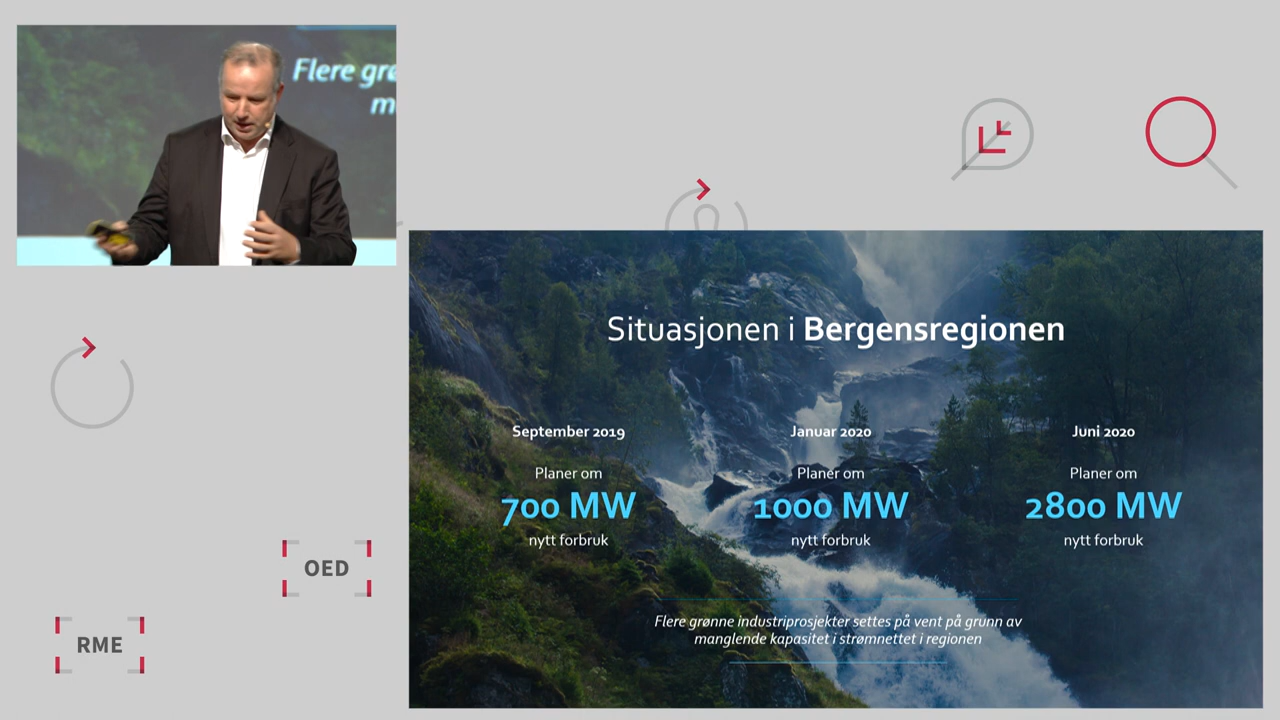 Flere grø
m
Situasjonen i Bergensregionen
September 2019
Planer om
700 MW
nytt forbruk
Januar 2020
Planer om
1000 MW
nytt forbruk
Juni 2020
Planer om
2800 MW
nytt forbruk
Flere grønne industriprosjekter settes på vent på grunn av
manglende kapasitet i strømnettet i regionen
OED
RME